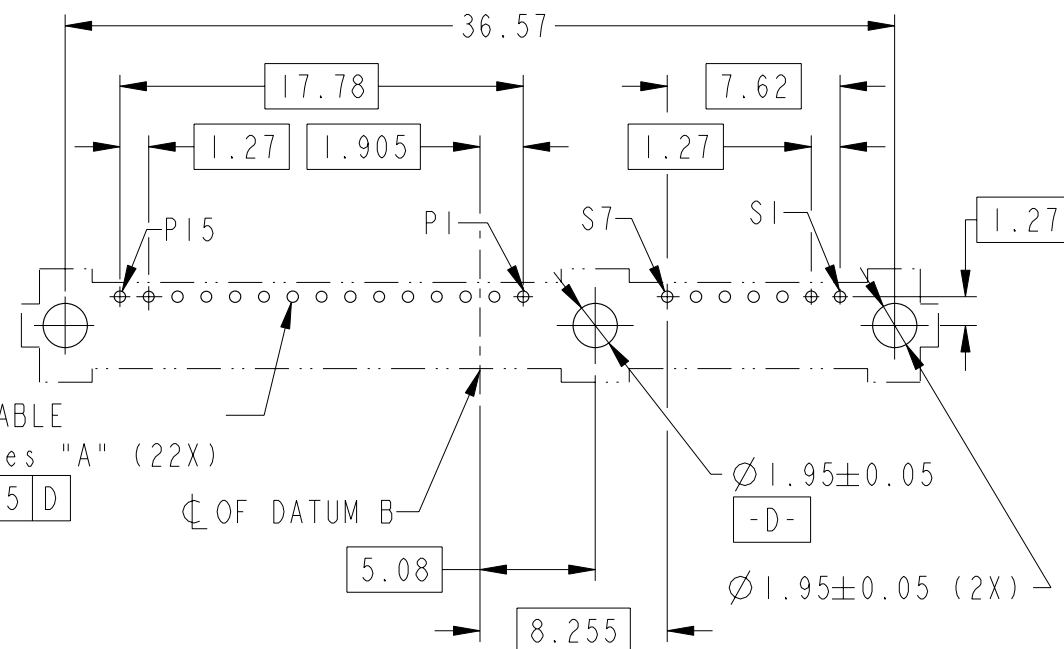 36.57
17.78
7.62
1.27
1.905
1.27
P15
P1
S7
S1
1.27
ABLE
es "A" (22X)
5 D
℄ OF DATUM B
Ø1.95±0.05
-D-
5.08
Ø1.95±0.05 (2X)
8.255